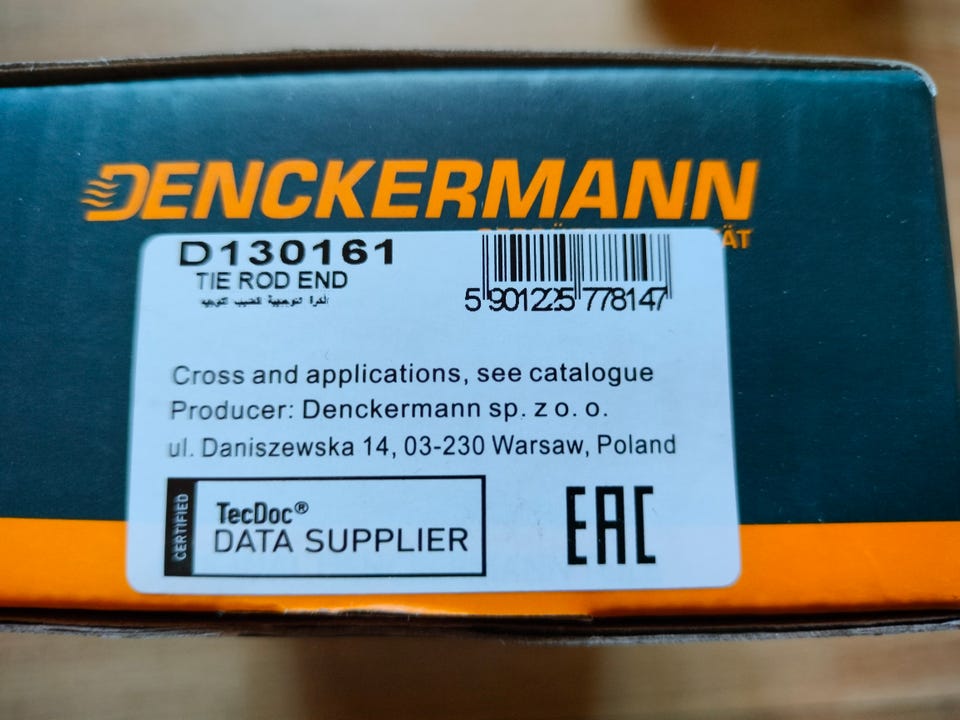 DENCKERMANN
ÄT
D130161
TIE ROD END
5 901225 778147
Cross and applications, see catalogue
Producer: Denckermann sp. z o. o.
ul. Daniszewska 14, 03-230 Warsaw, Poland
CERTIFIED
TecDoc®
DATA SUPPLIER
EAC